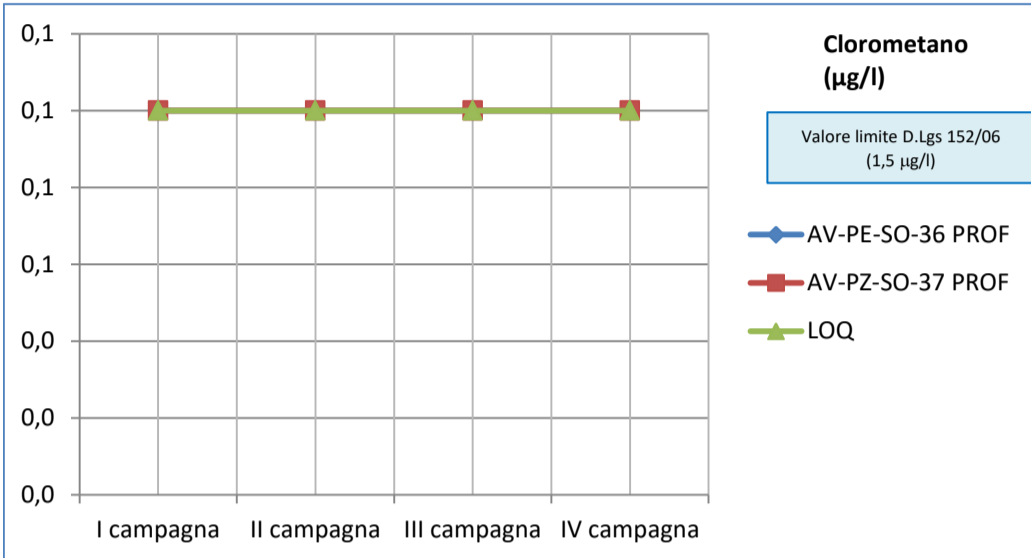 0,1
0,1
0,1
0,1
0,0
0,0
0,0
I campagna
II campagna
III campagna
IV campagna
Clorometano
(µg/l)
Valore limite D.Lgs 152/06
(1,5 µg/l)
AV-PE-SO-36 PROF
AV-PZ-SO-37 PROF
LOQ